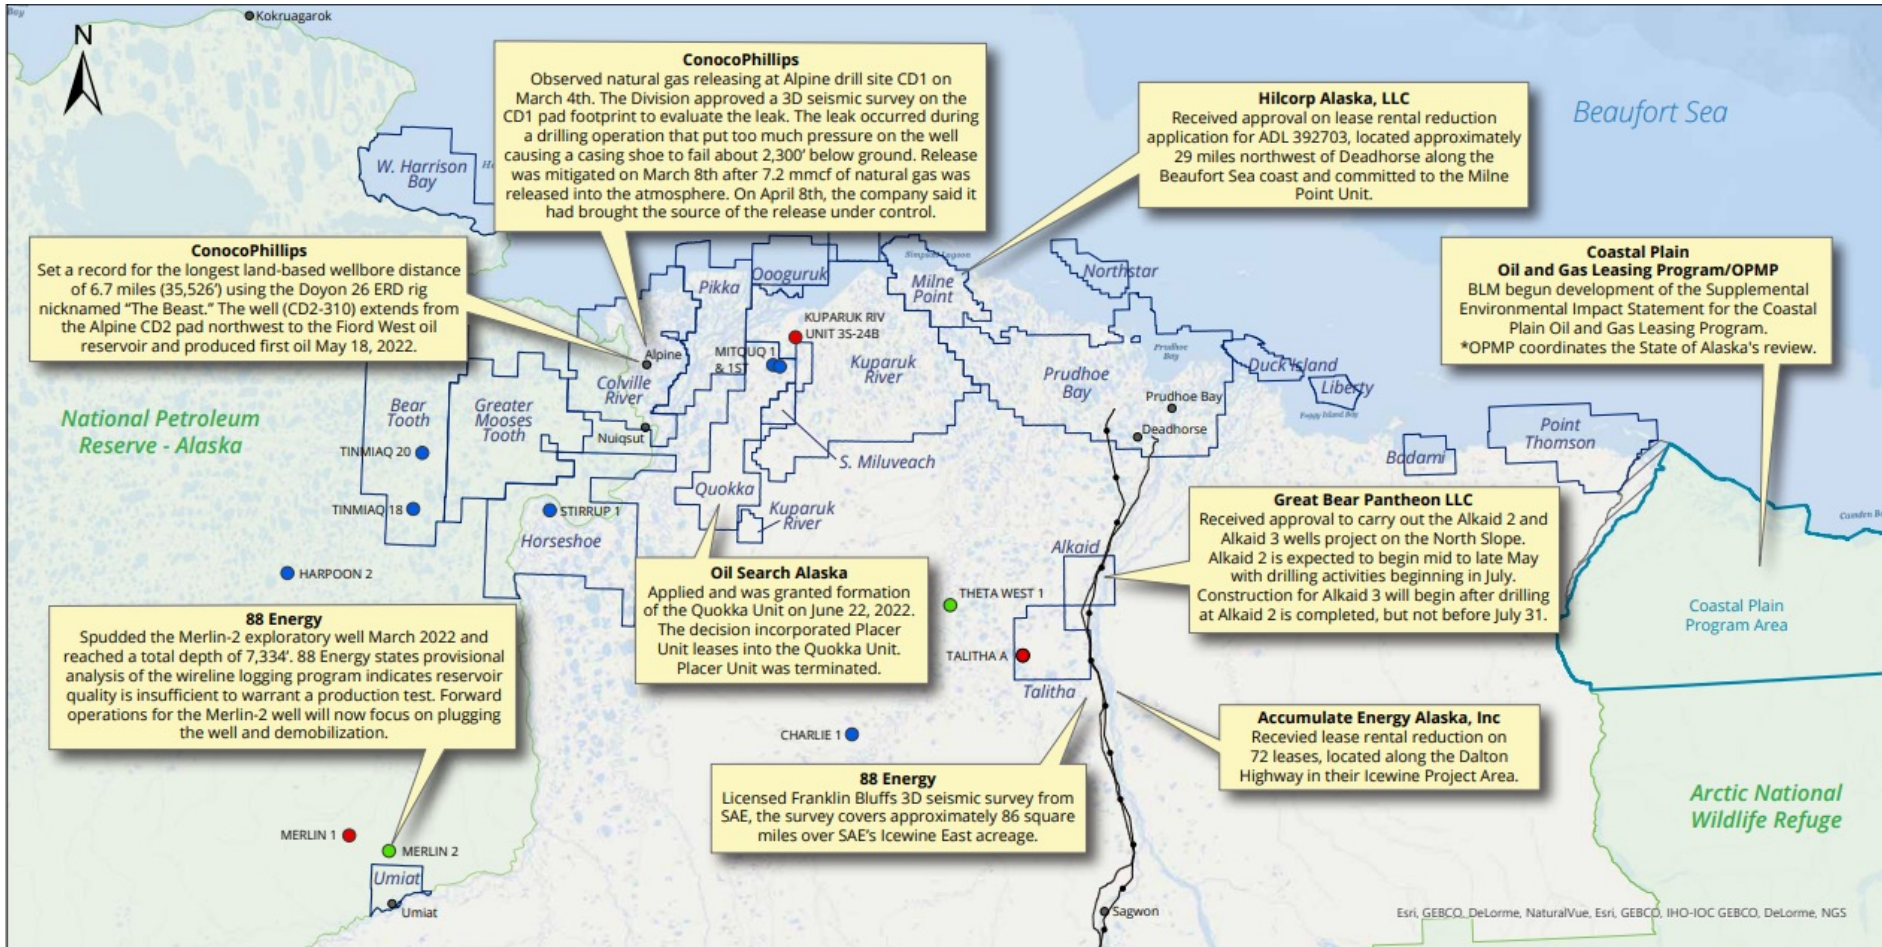 Bay
Kokruagarok
N
ConocoPhillips
Observed natural gas releasing at Alpine drill site CD1 on
March 4th. The Division approved a 3D seismic survey on the
CD1 pad footprint to evaluate the leak. The leak occurred during
a drilling operation that put too much pressure on the well
causing a casing shoe to fail about 2,300' below ground. Release
was mitigated on March 8th after 7.2 mmcf of natural gas was
released into the atmosphere. On April 8th, the company said it
had brought the source of the release under control.
Hilcorp Alaska, LLC
Received approval on lease rental reduction
application for ADL 392703, located approximately
29 miles northwest of Deadhorse along the
Beaufort Sea coast and committed to the Milne
Point Unit.
Beaufort Sea
W. Harrison
Bay
ConocoPhillips
Set a record for the longest land-based wellbore distance
of 6.7 miles (35,526') using the Doyon 26 ERD rig
nicknamed “The Beast.” The well (CD2-310) extends from
the Alpine CD2 pad northwest to the Fiord West oil
reservoir and produced first oil May 18, 2022.
Coastal Plain
Oil and Gas Leasing Program/OPMP
BLM begun development of the Supplemental
Environmental Impact Statement for the Coastal
Plain Oil and Gas Leasing Program.
*OPMP coordinates the State of Alaska's review.
Pikka
Oooguruk
Simpson Lagoon
Milne
Point
Northstar
KUPARUK RIV
UNIT 3S-24B
Alpine
MITQUQ 1
& 1ST
Colville
River
Kuparuk
River
Prudhoe
Bay
Prudhoe
Bay
Duck Island
Liberty
Foggy Island Bay
Prudhoe Bay
Deadhorse
National Petroleum
Reserve - Alaska
Bear
Tooth
Greater
Mooses
Tooth
Nuiqsut
TINMIAQ 20
S. Miluveach
Badami
Point
Thomson
Quokka
TINMIAQ 18
STIRRUP 1
Horseshoe
Kuparuk
River
Great Bear Pantheon LLC
Received approval to carry out the Alkaid 2 and
Alkaid 3 wells project on the North Slope.
Alkaid 2 is expected to begin mid to late May
with drilling activities beginning in July.
Construction for Alkaid 3 will begin after drilling
at Alkaid 2 is completed, but not before July 31.
Camden
Alkaid
HARPOON 2
Oil Search Alaska
Applied and was granted formation
of the Quokka Unit on June 22, 2022.
The decision incorporated Placer
Unit leases into the Quokka Unit.
Placer Unit was terminated.
THETA WEST 1
TALITHA A
Talitha
Coastal Plain
Program Area
88 Energy
Spudded the Merlin-2 exploratory well March 2022 and
reached a total depth of 7,334'. 88 Energy states provisional
analysis of the wireline logging program indicates reservoir
quality is insufficient to warrant a production test. Forward
operations for the Merlin-2 well will now focus on plugging
the well and demobilization.
CHARLIE 1
Accumulate Energy Alaska, Inc
Recevied lease rental reduction on
72 leases, located along the Dalton
Highway in their Icewine Project Area.
88 Energy
Licensed Franklin Bluffs 3D seismic survey from
SAE, the survey covers approximately 86 square
miles over SAE's Icewine East acreage.
Arctic National
Wildlife Refuge
MERLIN 1
MERLIN 2
Umiat
Umiat
Sagwon
Esri, GEBCO, DeLorme, NaturalVue, Esri, GEBCO, IHO-IOC GEBCO, DeLorme, NGS